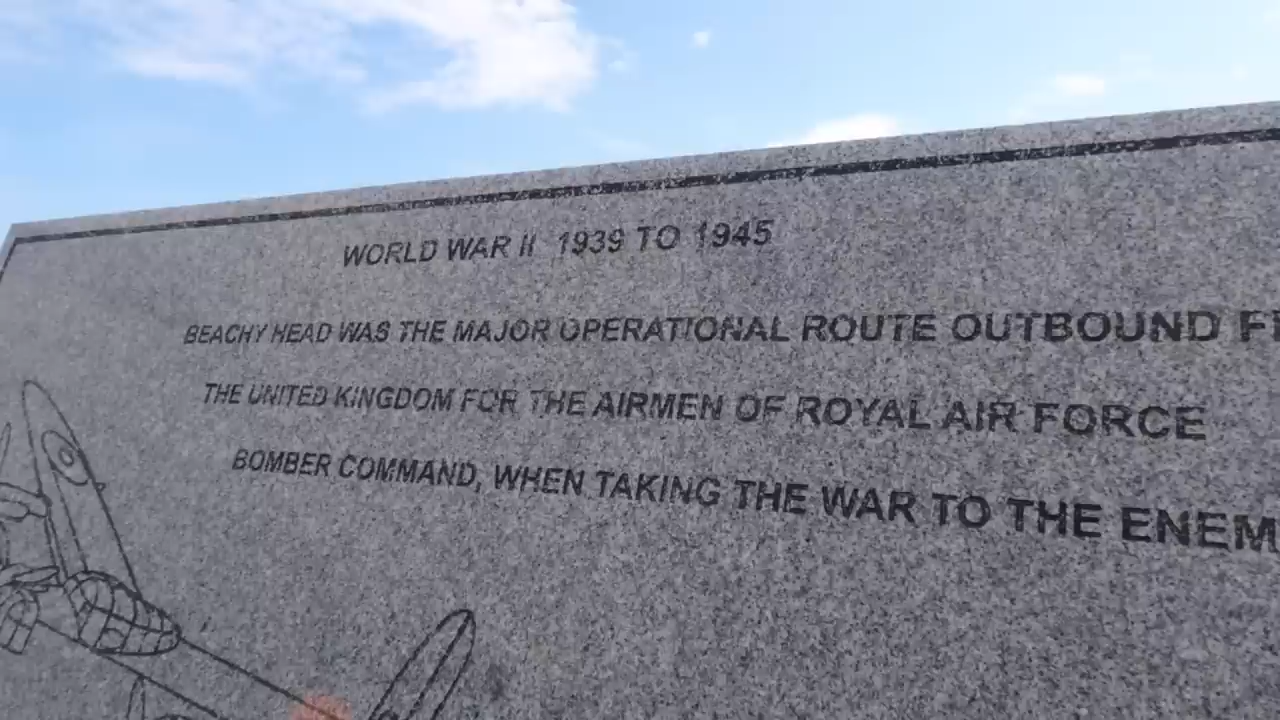 WORLD WAR II 1939 TO 1945
BEACHY HEAD WAS THE MAJOR OPERATIONAL ROUTE OUTBOUND
THE UNITED KINGDOM FOR THE AIRMEN OF ROYAL AIR FORCE
BOMBER COMMAND, WHEN TAKING THE WAR TO THE ENEM